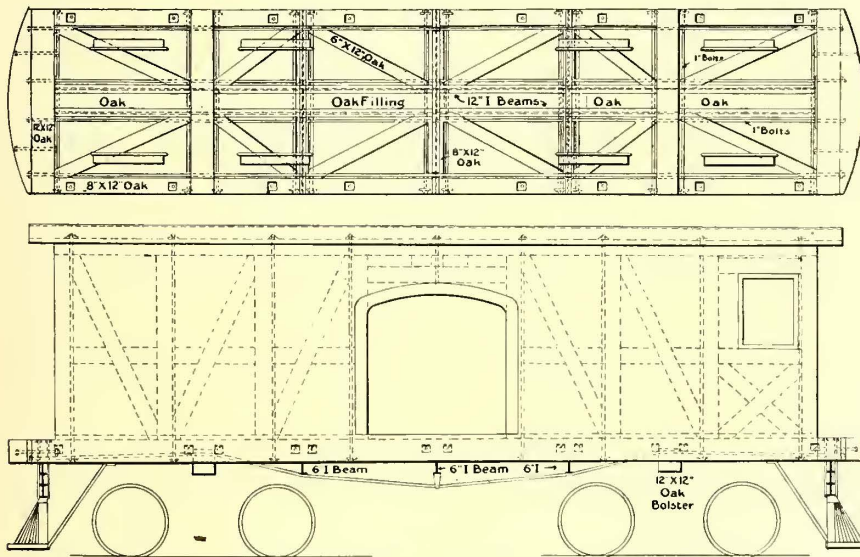 6"X12" Oak
1" Bolts
Oak
Oak Filling
12" I Beams
Oak
Oak
12"X12"
Oak
8"X12"
Oak
1" Bolts
8"X12" Oak
6 I Beam
6" I Beam
6" I
12"X12"
Oak
Bolster